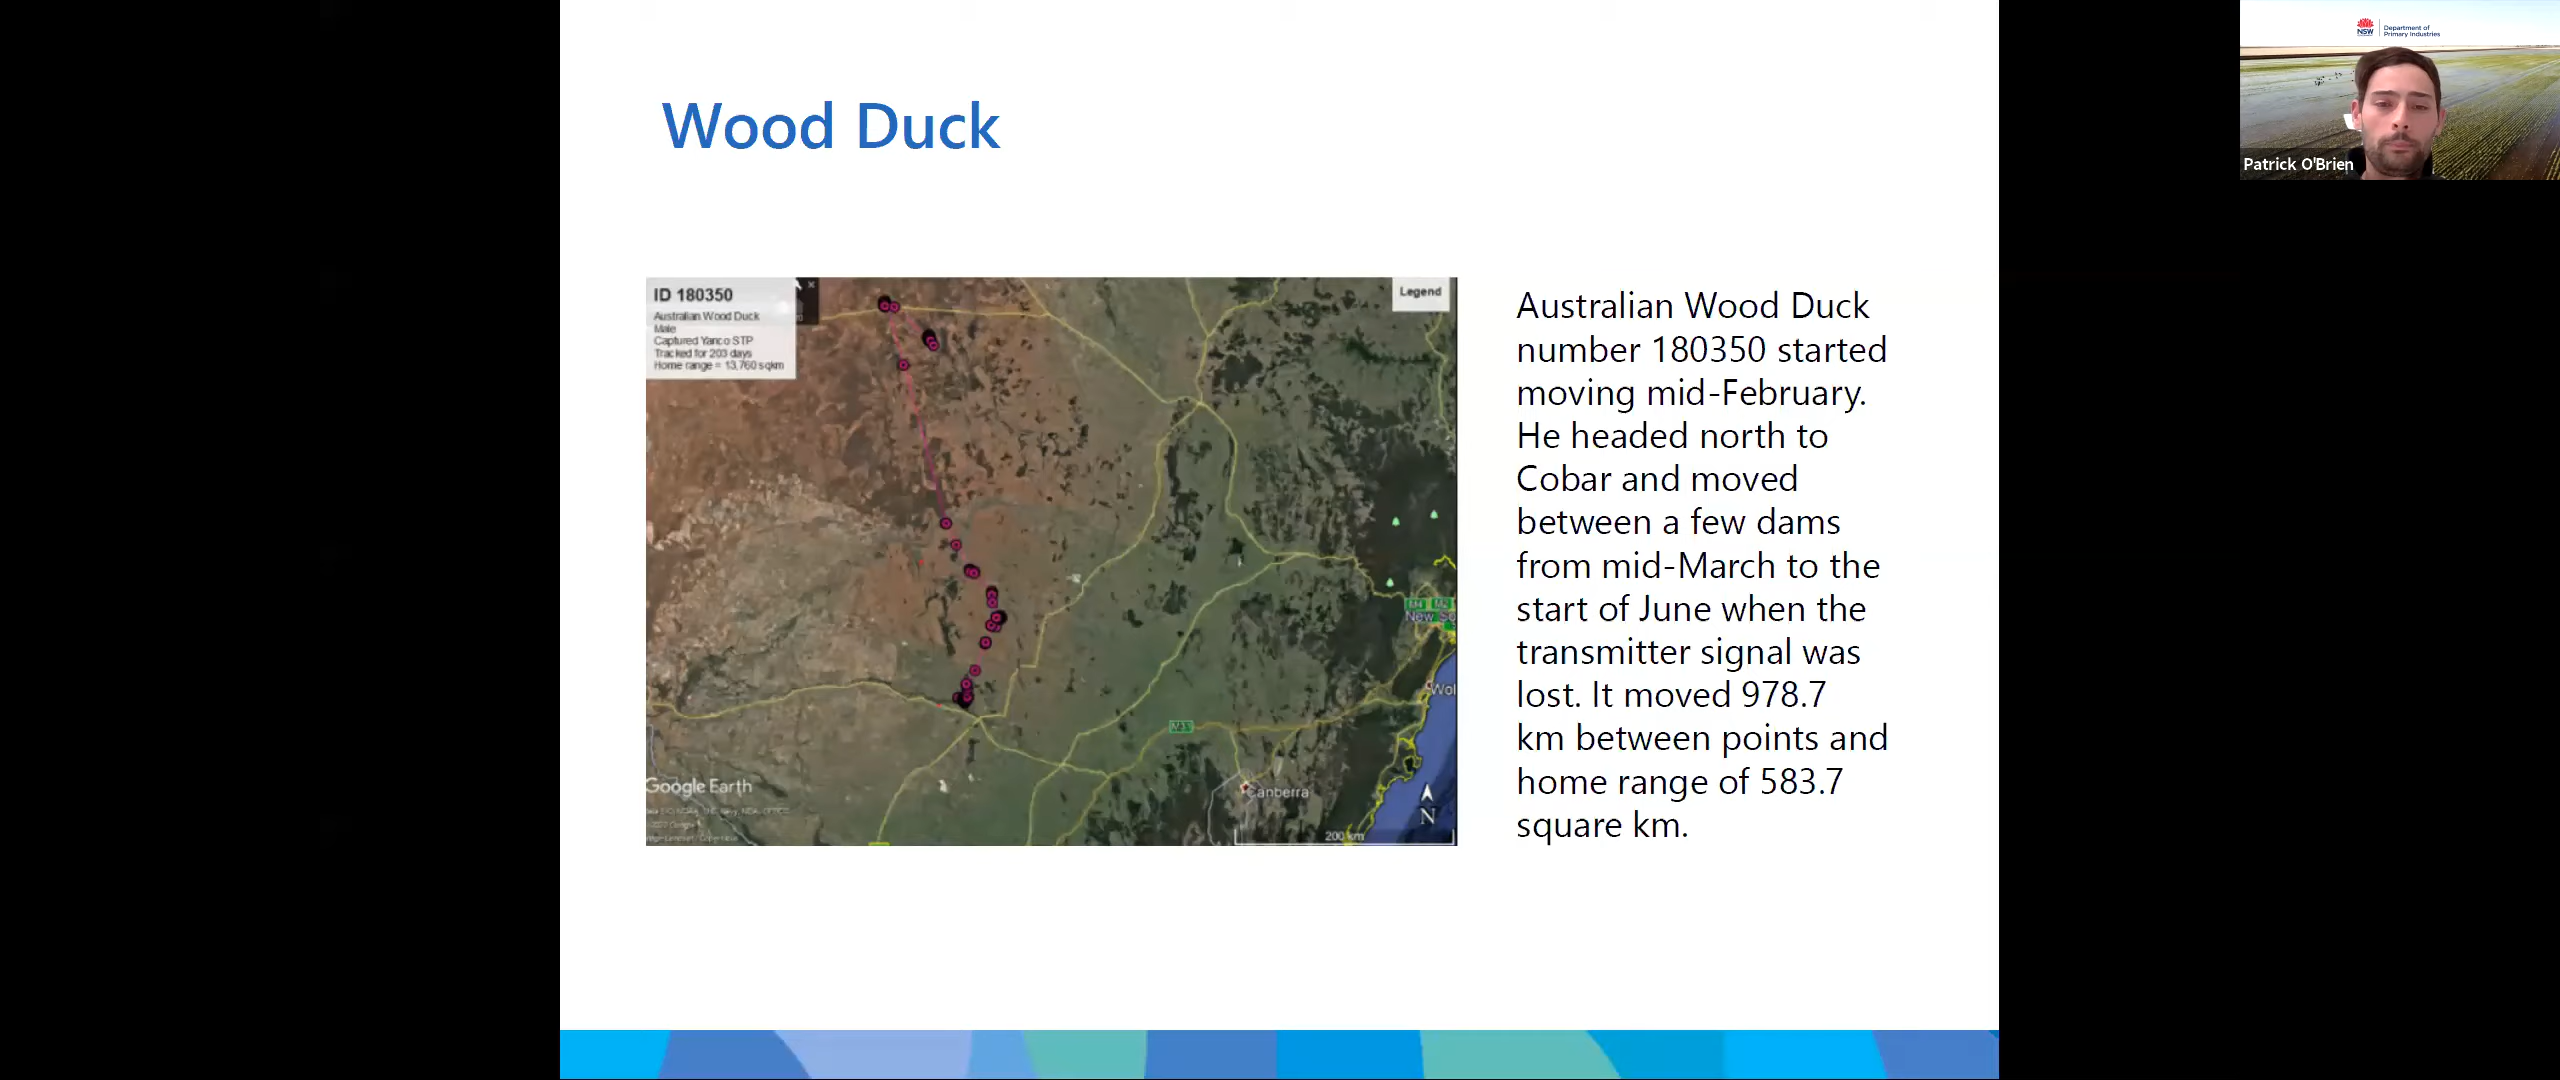 Department of
Primary Industries
NSW
Patrick O'Brien
Wood Duck
ID 180350
Australian Wood Duck
Male
Captured Yanco STP
Tracked for 203 days
Home range = 13,760 sqkm
Legend
Canberra
Google Earth
N
200 km
Australian Wood Duck
number 180350 started
moving mid-February.
He headed north to
Cobar and moved
between a few dams
from mid-March to the
start of June when the
transmitter signal was
lost. It moved 978.7
km between points and
home range of 583.7
square km.